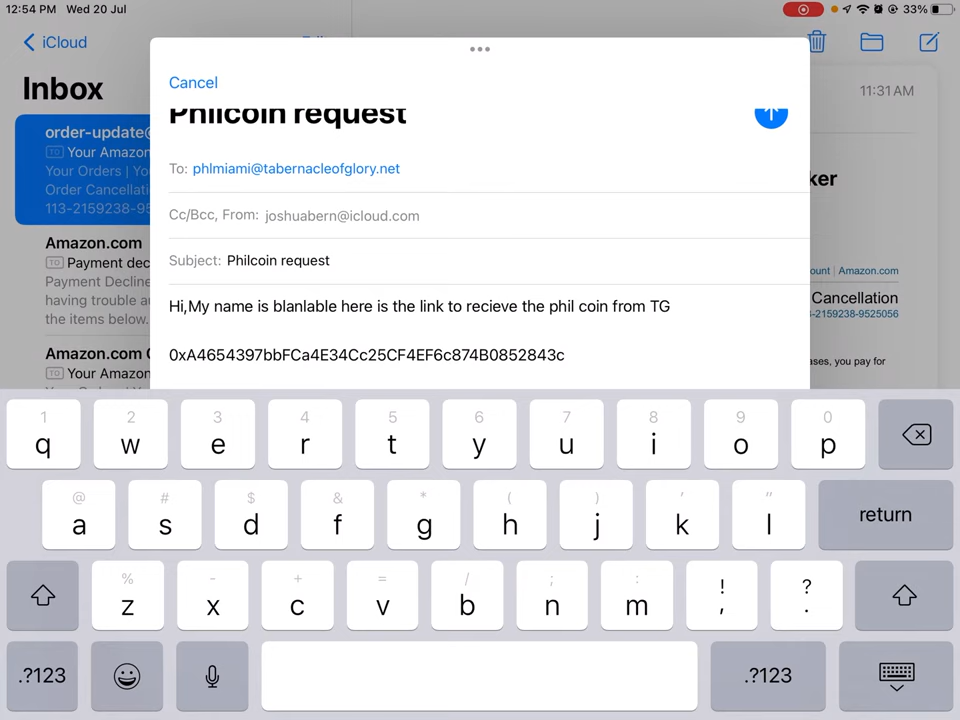 12:54 PM Wed 20 Jul
33%
iCloud
Inbox
11:31 AM
order-update@
TO Your Amazon
Your Orders | Yo
Order Cancellati
113-2159238-95
Amazon.com
TO Payment dec
Payment Decline
having trouble a
the items below.
Amazon.com
TO Your Amazon
Cancel
Philcoin request
To: phlmiami@tabernacleofglory.net
Cc/Bcc, From: joshuabern@icloud.com
Subject: Philcoin request
Hi,My name is blanlable here is the link to recieve the phil coin from TG
0xA4654397bbFCa4E34Cc25CF4EF6c874B0852843c
ker
ount | Amazon.com
Cancellation
3-2159238-9525056
ases, you pay for
1 2 3 4 5 6 7 8 9 0
q w e r t y u i o p
@ # $ & * ( ) ' "
a s d f g h j k l return
% - + = / ; : ! ?
z x c v b n m , .
.?123 .?123